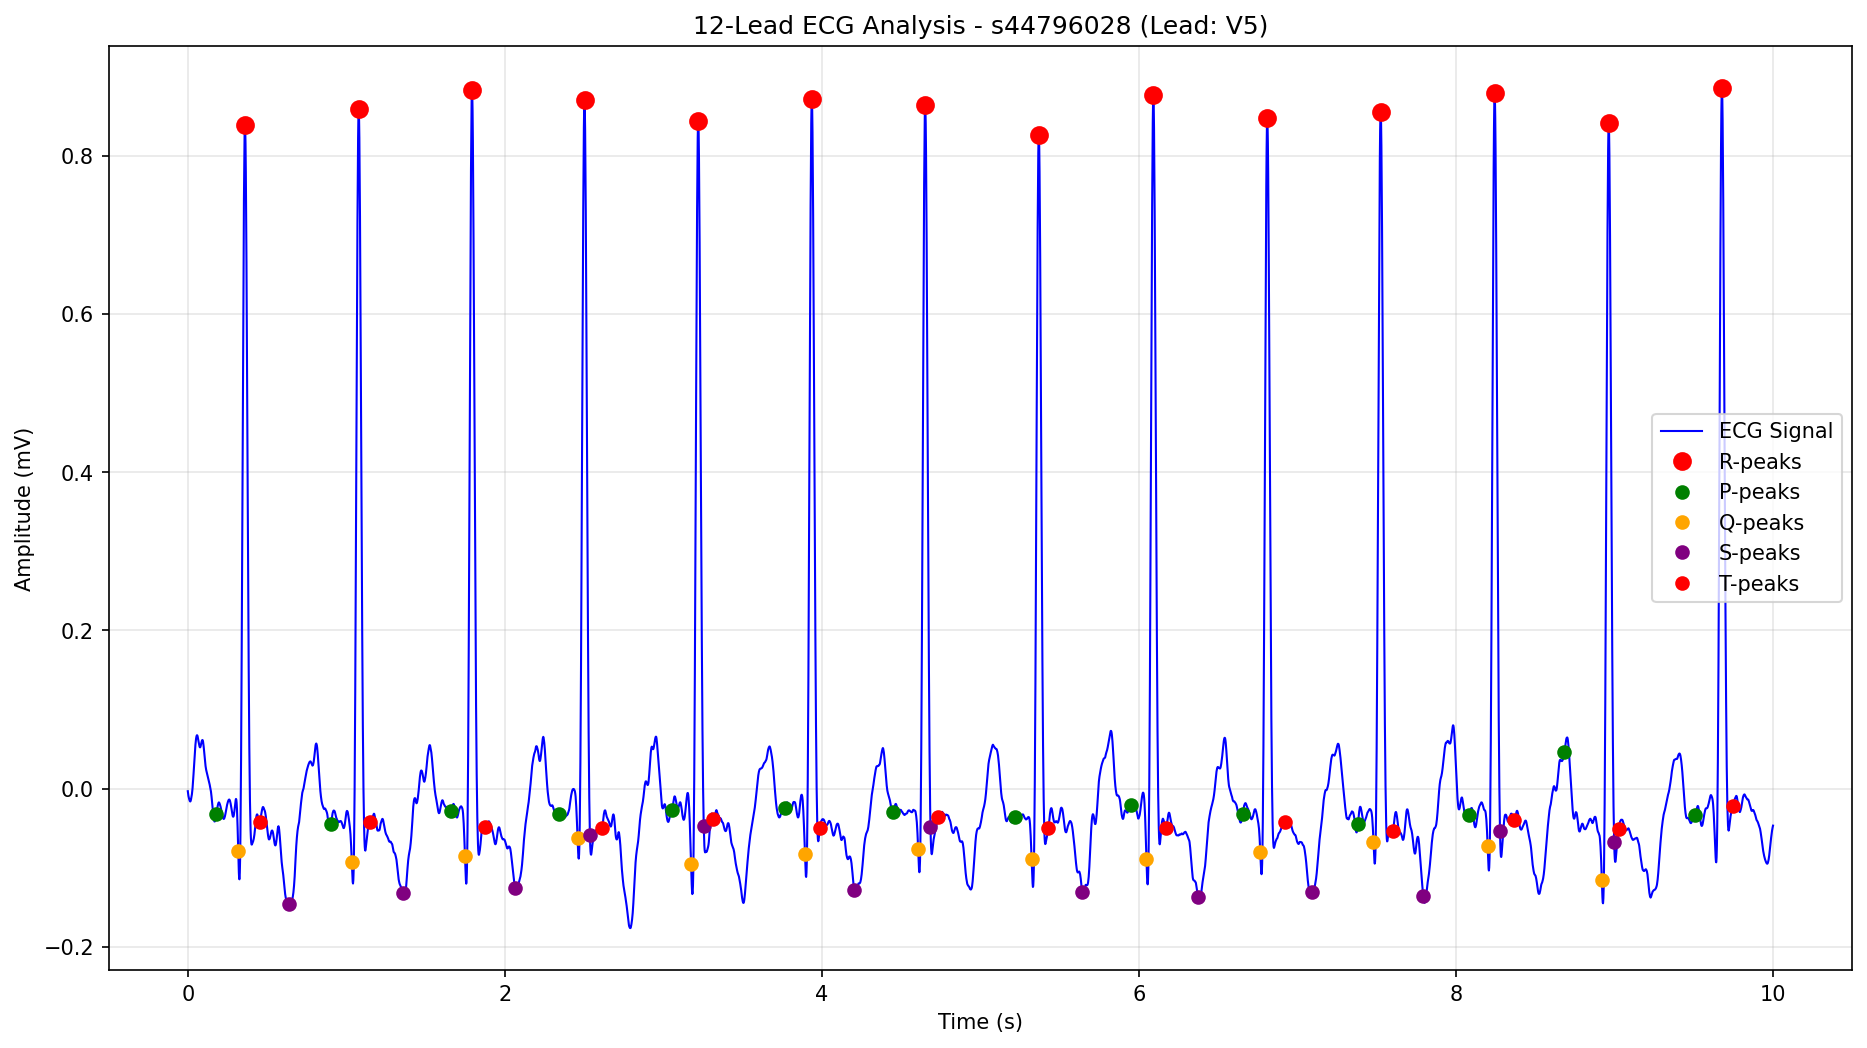 12-Lead ECG Analysis - s44796028 (Lead: V5)
Amplitude (mV)
0.8
0.6
0.4
0.2
0.0
−0.2
ECG Signal
R-peaks
P-peaks
Q-peaks
S-peaks
T-peaks
0 2 4 6 8 10
Time (s)